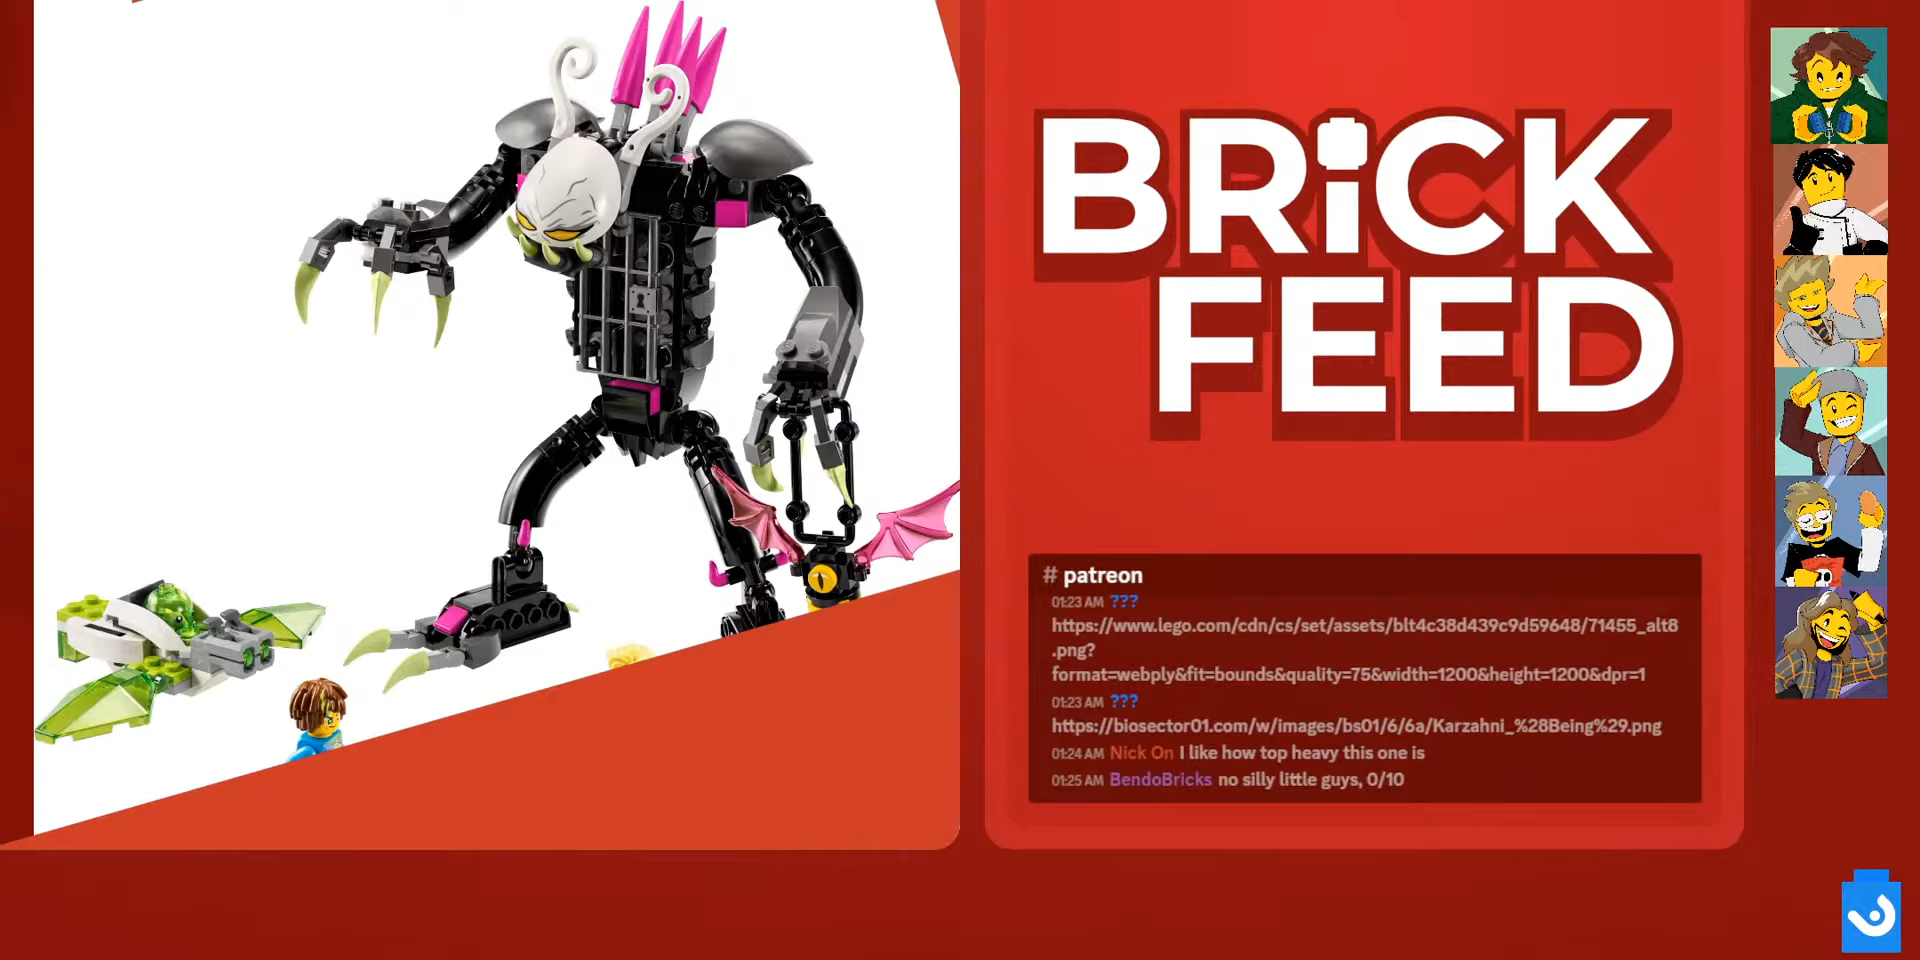 BRiCK
FEED
# patreon
01:23 AM ???
https://www.lego.com/cdn/cs/set/assets/blt4c38d439c9d59648/71455_alt8
.png?
format=webply&fit=bounds&quality=75&width=1200&height=1200&dpr=1
01:23 AM ???
https://biosector01.com/w/images/bs01/6/6a/Karzahni_%28Being%29.png
01:24 AM Nick On I like how top heavy this one is
01:25 AM BendoBricks no silly little guys, 0/10